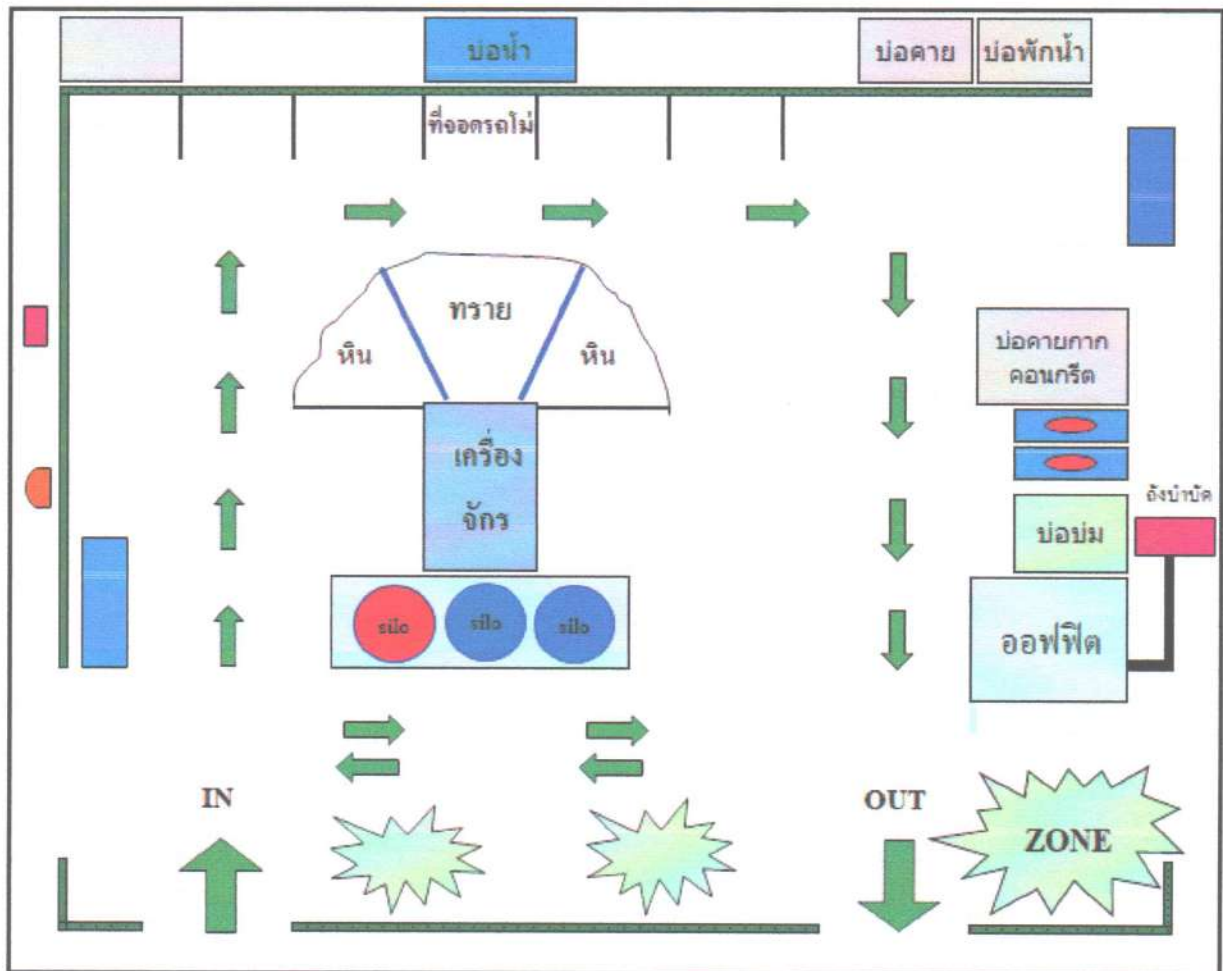 บ่อน้ำ
บ่อคาย
บ่อพักน้ำ
ที่จอดรถโม่
ทราย
หิน
หิน
บ่อคายกาก
คอนกรีต
เครื่อง
จักร
ถังบำบัด
บ่อบ่ม
silo
silo
silo
ออฟฟิต
IN
OUT
ZONE